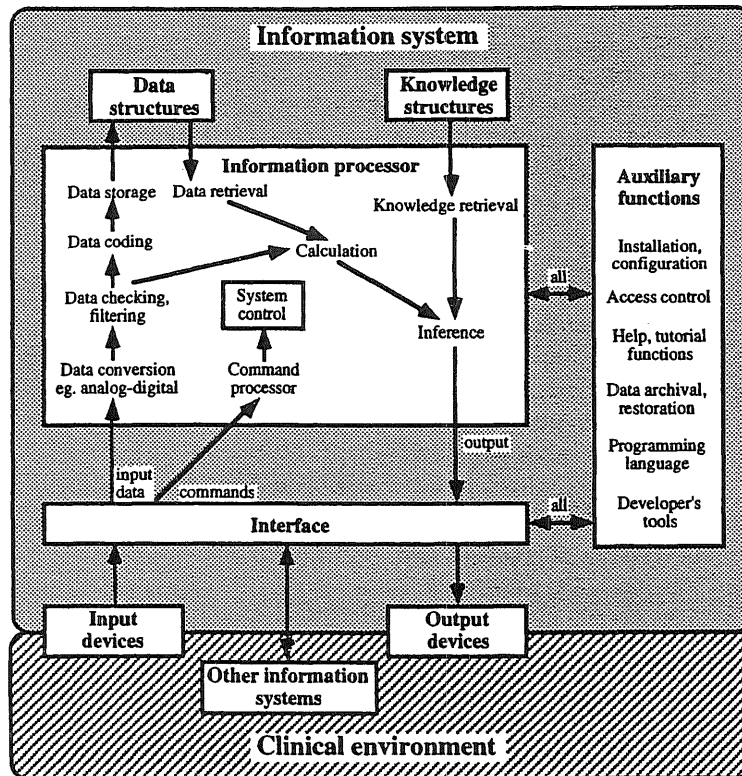 Information system
Data
structures
Knowledge
structures
Information processor
Data storage
Data retrieval
Knowledge retrieval
Data coding
Calculation
Data checking,
filtering
System
control
Inference
Data conversion
eg. analog-digital
Command
processor
Auxiliary
functions
Installation,
configuration
all
Access control
Help, tutorial
functions
Data archival,
restoration
Programming
language
Developer's
tools
output
input
data
commands
all
Interface
Input
devices
Output
devices
Other information
systems
Clinical environment